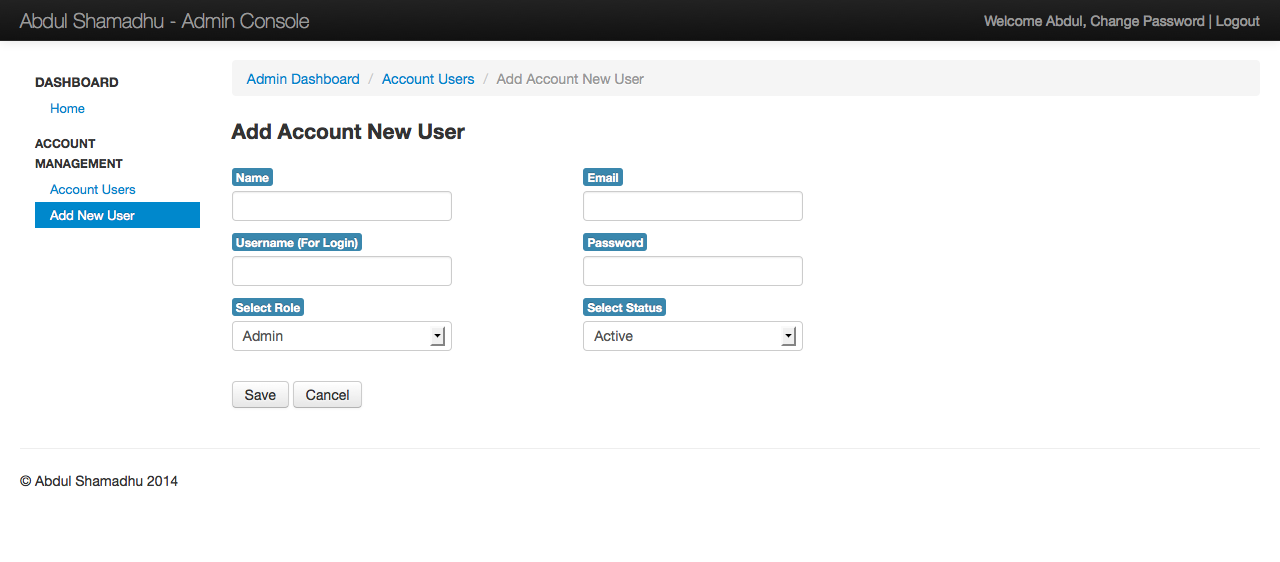 Abdul Shamadhu - Admin Console
Welcome Abdul, Change Password | Logout
DASHBOARD
Home
ACCOUNT
MANAGEMENT
Account Users
Add New User
Admin Dashboard / Account Users / Add Account New User
Add Account New User
Name
Email
Username (For Login)
Password
Select Role
Select Status
Admin
Active
Save
Cancel
© Abdul Shamadhu 2014